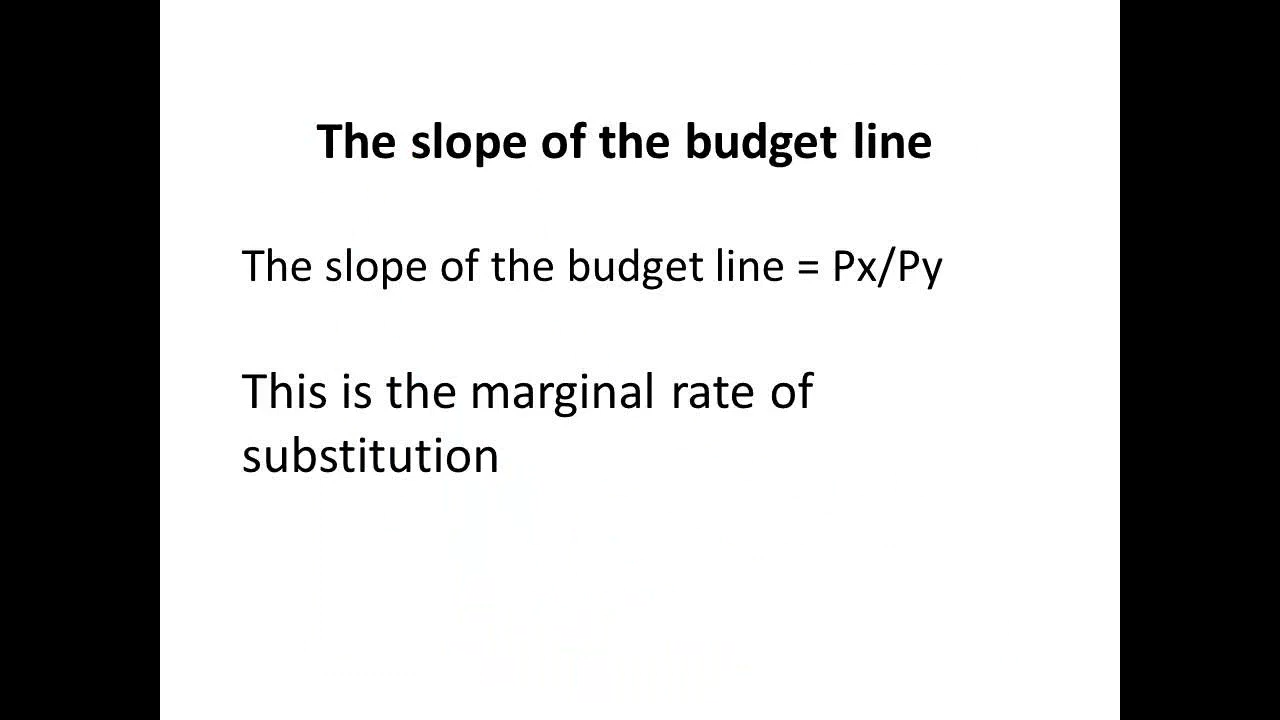 The slope of the budget line
The slope of the budget line = Px/Py
This is the marginal rate of
substitution